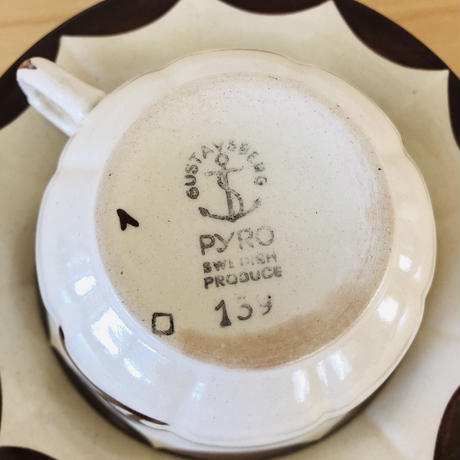 GUSTAVSBERG
PYRO
SWEDISH
PRODUCE
139